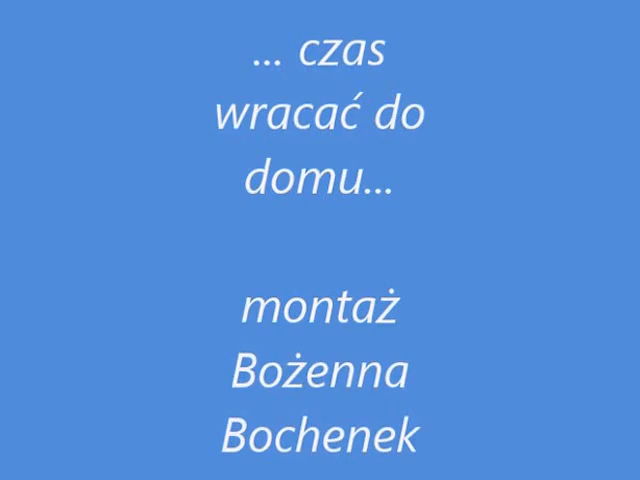 ... czas
wracać do
domu...
montaż
Bożenna
Bochenek